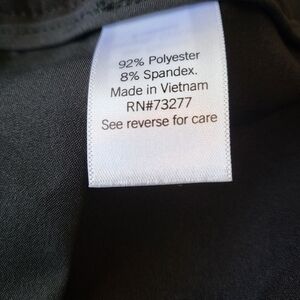 92% Polyester
8% Spandex.
Made in Vietnam
RN#73277
See reverse for care